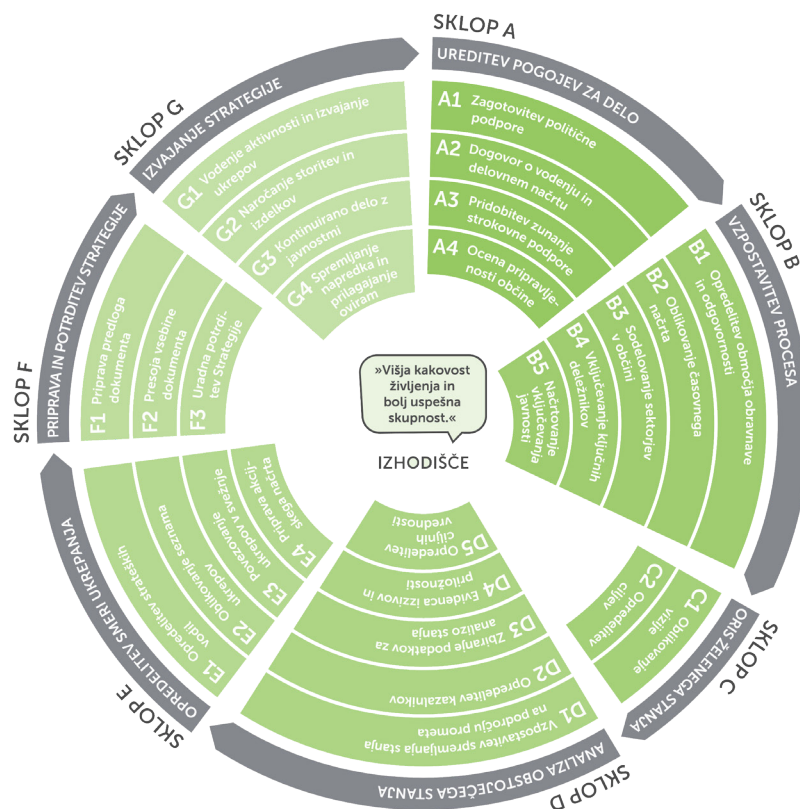 SKLOP A
UREDITEV POGOJEV ZA DELO
A1 Zagotovitev politične
podpore
A2 Dogovor o vodenju in
delovnem načrtu
A3 Pridobitev zunanje
strokovne podpore
A4 Ocena pripravlje-
nosti občine
SKLOP B
VZPOSTAVITEV PROCESA
B1 Opredelitev območja obravnave
in odgovornosti
B2 Oblikovanje časovnega
načrta
B3 Sodelovanje sektorjev
v občini
B4 Vključevanje ključnih
deležnikov
B5 Načrtovanje
vključevanja
javnosti
SKLOP C
ORIS ŽELENEGA STANJA
C1 Oblikovanje
vizije
C2 Opredelitev
ciljev
SKLOP D
ANALIZA OBSTOJEČEGA STANJA
D1 Vzpostavitev spremljanja stanja
na področju prometa
D2 Opredelitev kazalnikov
D3 Zbiranje podatkov za
analizo stanja
D4 Evidenca izzivov in
priložnosti
D5 Opredelitev
ciljnih
vrednosti
SKLOP E
OPREDELITEV SMERI UKREPANJA
E1 Opredelitev strateških
vodil
E2 Oblikovanje seznama
ukrepov
E3 Povezovanje
ukrepov v svežnje
E4 Priprava akcij-
skega načrta
SKLOP F
PRIPRAVA IN POTRDITEV STRATEGIJE
F1 Priprava predloga
dokumenta
F2 Presoja vsebine
dokumenta
F3 Uradna potrdi-
tev Strategije
SKLOP G
IZVAJANJE STRATEGIJE
G1 Vodenje aktivnosti in izvajanje
ukrepov
G2 Naročanje storitev in
izdelkov
G3 Kontinuirano delo z
javnostmi
G4 Spremljanje
napredka in
prilagajanje
oviram
»Višja kakovost
življenja in
bolj uspešna
skupnost.«
IZHODIŠČE